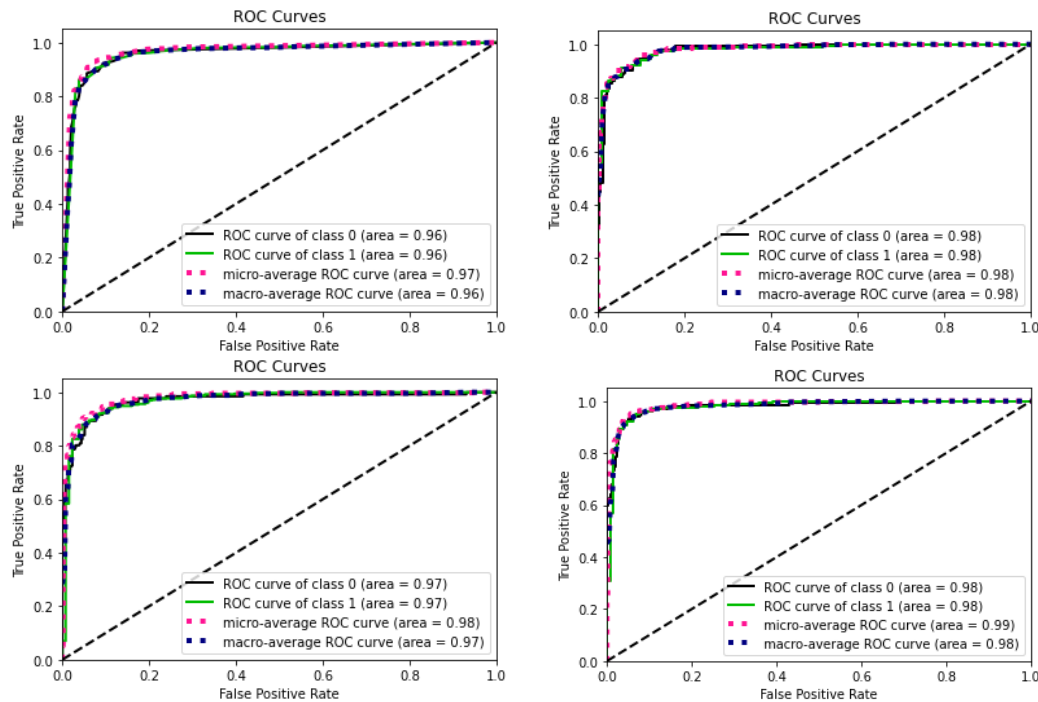 ROC Curves
1.0
0.8
0.6
0.4
0.2
0.0
True Positive Rate
ROC curve of class 0 (area = 0.96)
ROC curve of class 1 (area = 0.96)
micro-average ROC curve (area = 0.97)
macro-average ROC curve (area = 0.96)
0.0 0.2 0.4 0.6 0.8 1.0
False Positive Rate
ROC Curves
1.0
0.8
0.6
0.4
0.2
0.0
True Positive Rate
ROC curve of class 0 (area = 0.98)
ROC curve of class 1 (area = 0.98)
micro-average ROC curve (area = 0.98)
macro-average ROC curve (area = 0.98)
0.0 0.2 0.4 0.6 0.8 1.0
False Positive Rate
ROC Curves
1.0
0.8
0.6
0.4
0.2
0.0
True Positive Rate
ROC curve of class 0 (area = 0.97)
ROC curve of class 1 (area = 0.97)
micro-average ROC curve (area = 0.98)
macro-average ROC curve (area = 0.97)
0.0 0.2 0.4 0.6 0.8 1.0
False Positive Rate
ROC Curves
1.0
0.8
0.6
0.4
0.2
0.0
True Positive Rate
ROC curve of class 0 (area = 0.98)
ROC curve of class 1 (area = 0.98)
micro-average ROC curve (area = 0.99)
macro-average ROC curve (area = 0.98)
0.0 0.2 0.4 0.6 0.8 1.0
False Positive Rate